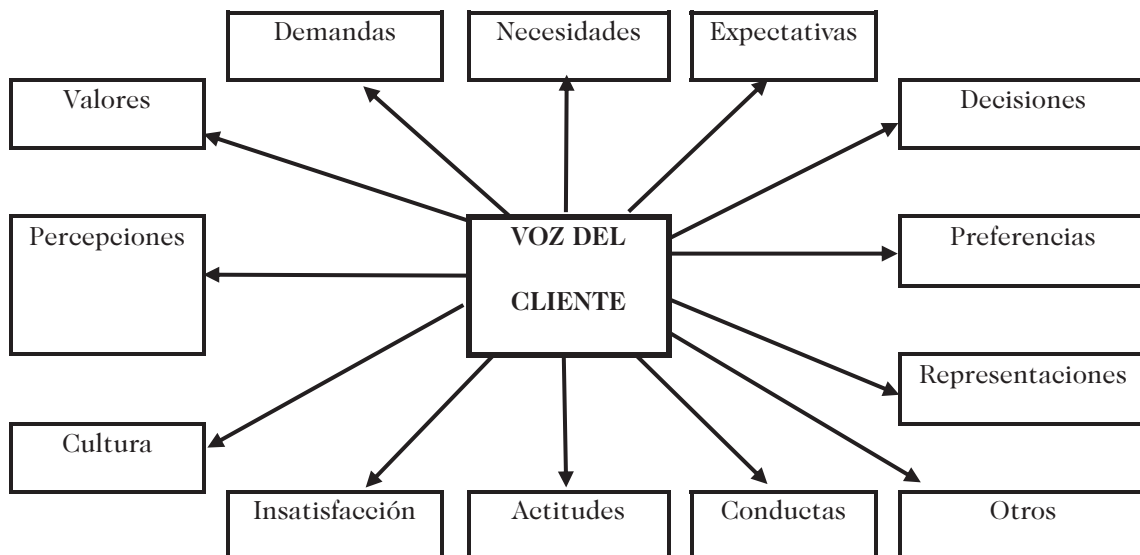 Demandas
Necesidades
Expectativas
Valores
Decisiones
Percepciones
VOZ DEL
CLIENTE
Preferencias
Representaciones
Cultura
Insatisfacción
Actitudes
Conductas
Otros